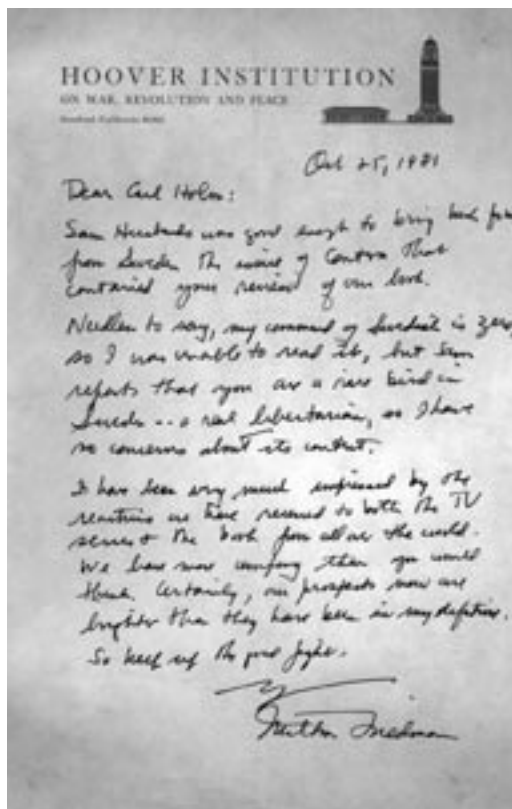 HOOVER INSTITUTION
ON WAR, REVOLUTION AND PEACE
Stanford, California
Oct 25, 1981
Dear Carl Holm:
Sam was good enough to bring back
from Sweden the issue of Contra that
contained your review of our book.
Needless to say, my command of Swedish is zero,
so I was unable to read it, but Sam
reports that you are a rare bird in
Sweden -- a real libertarian, so I have
no concerns about its content.
I have been very much impressed by the
reactions we have received to both the TV
series & the book from all over the world.
We have more company than you would
think. Certainly, our prospects now are
brighter than they have been in my
So keep up the good fight.
Milton Friedman